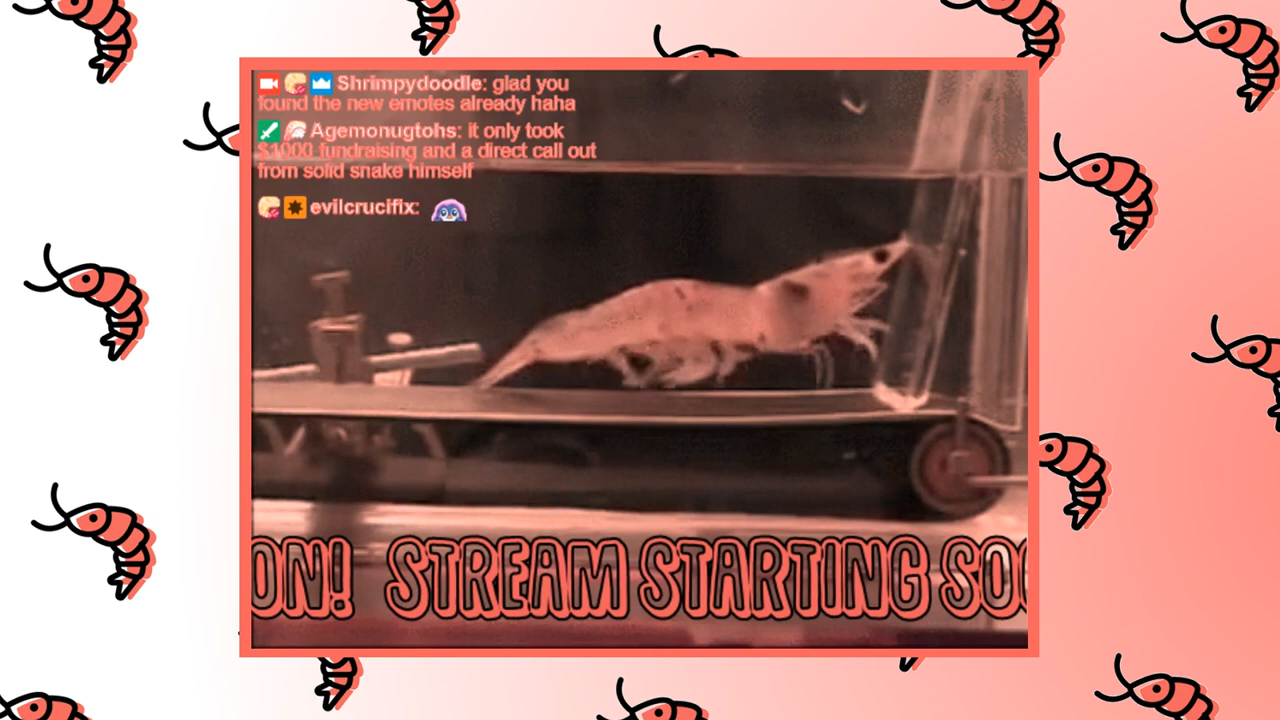 Shrimpydoodle: glad you
found the new emotes already haha
Agemonugtohs: it only took
$1000 fundraising and a direct call out
from solid snake himself
evilcrucifix:
ON! STREAM STARTING SOO